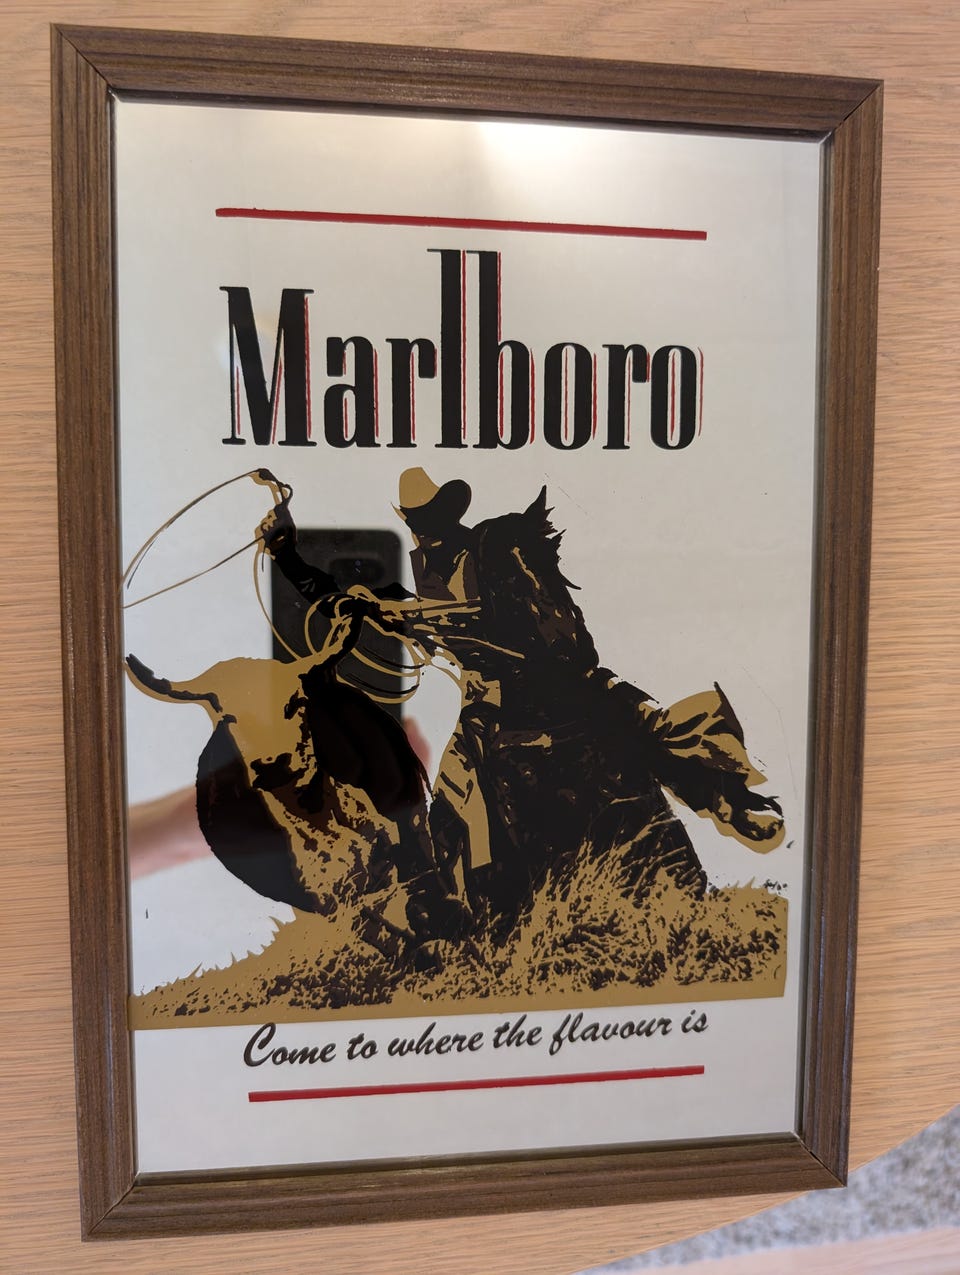 Marlboro
Come to where the flavour is